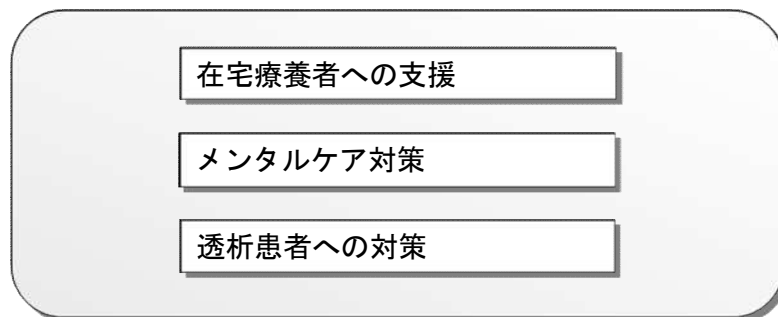 在宅療養者への支援
メンタルケア対策
透析患者への対策